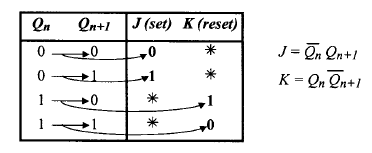 Qₙ Qₙ₊₁ J (set) K (reset)
0 0 0 *
0 1 1 *
1 0 * 1
1 1 * 0
J = Q̅ₙ Qₙ₊₁
K = Qₙ Q̅ₙ₊₁